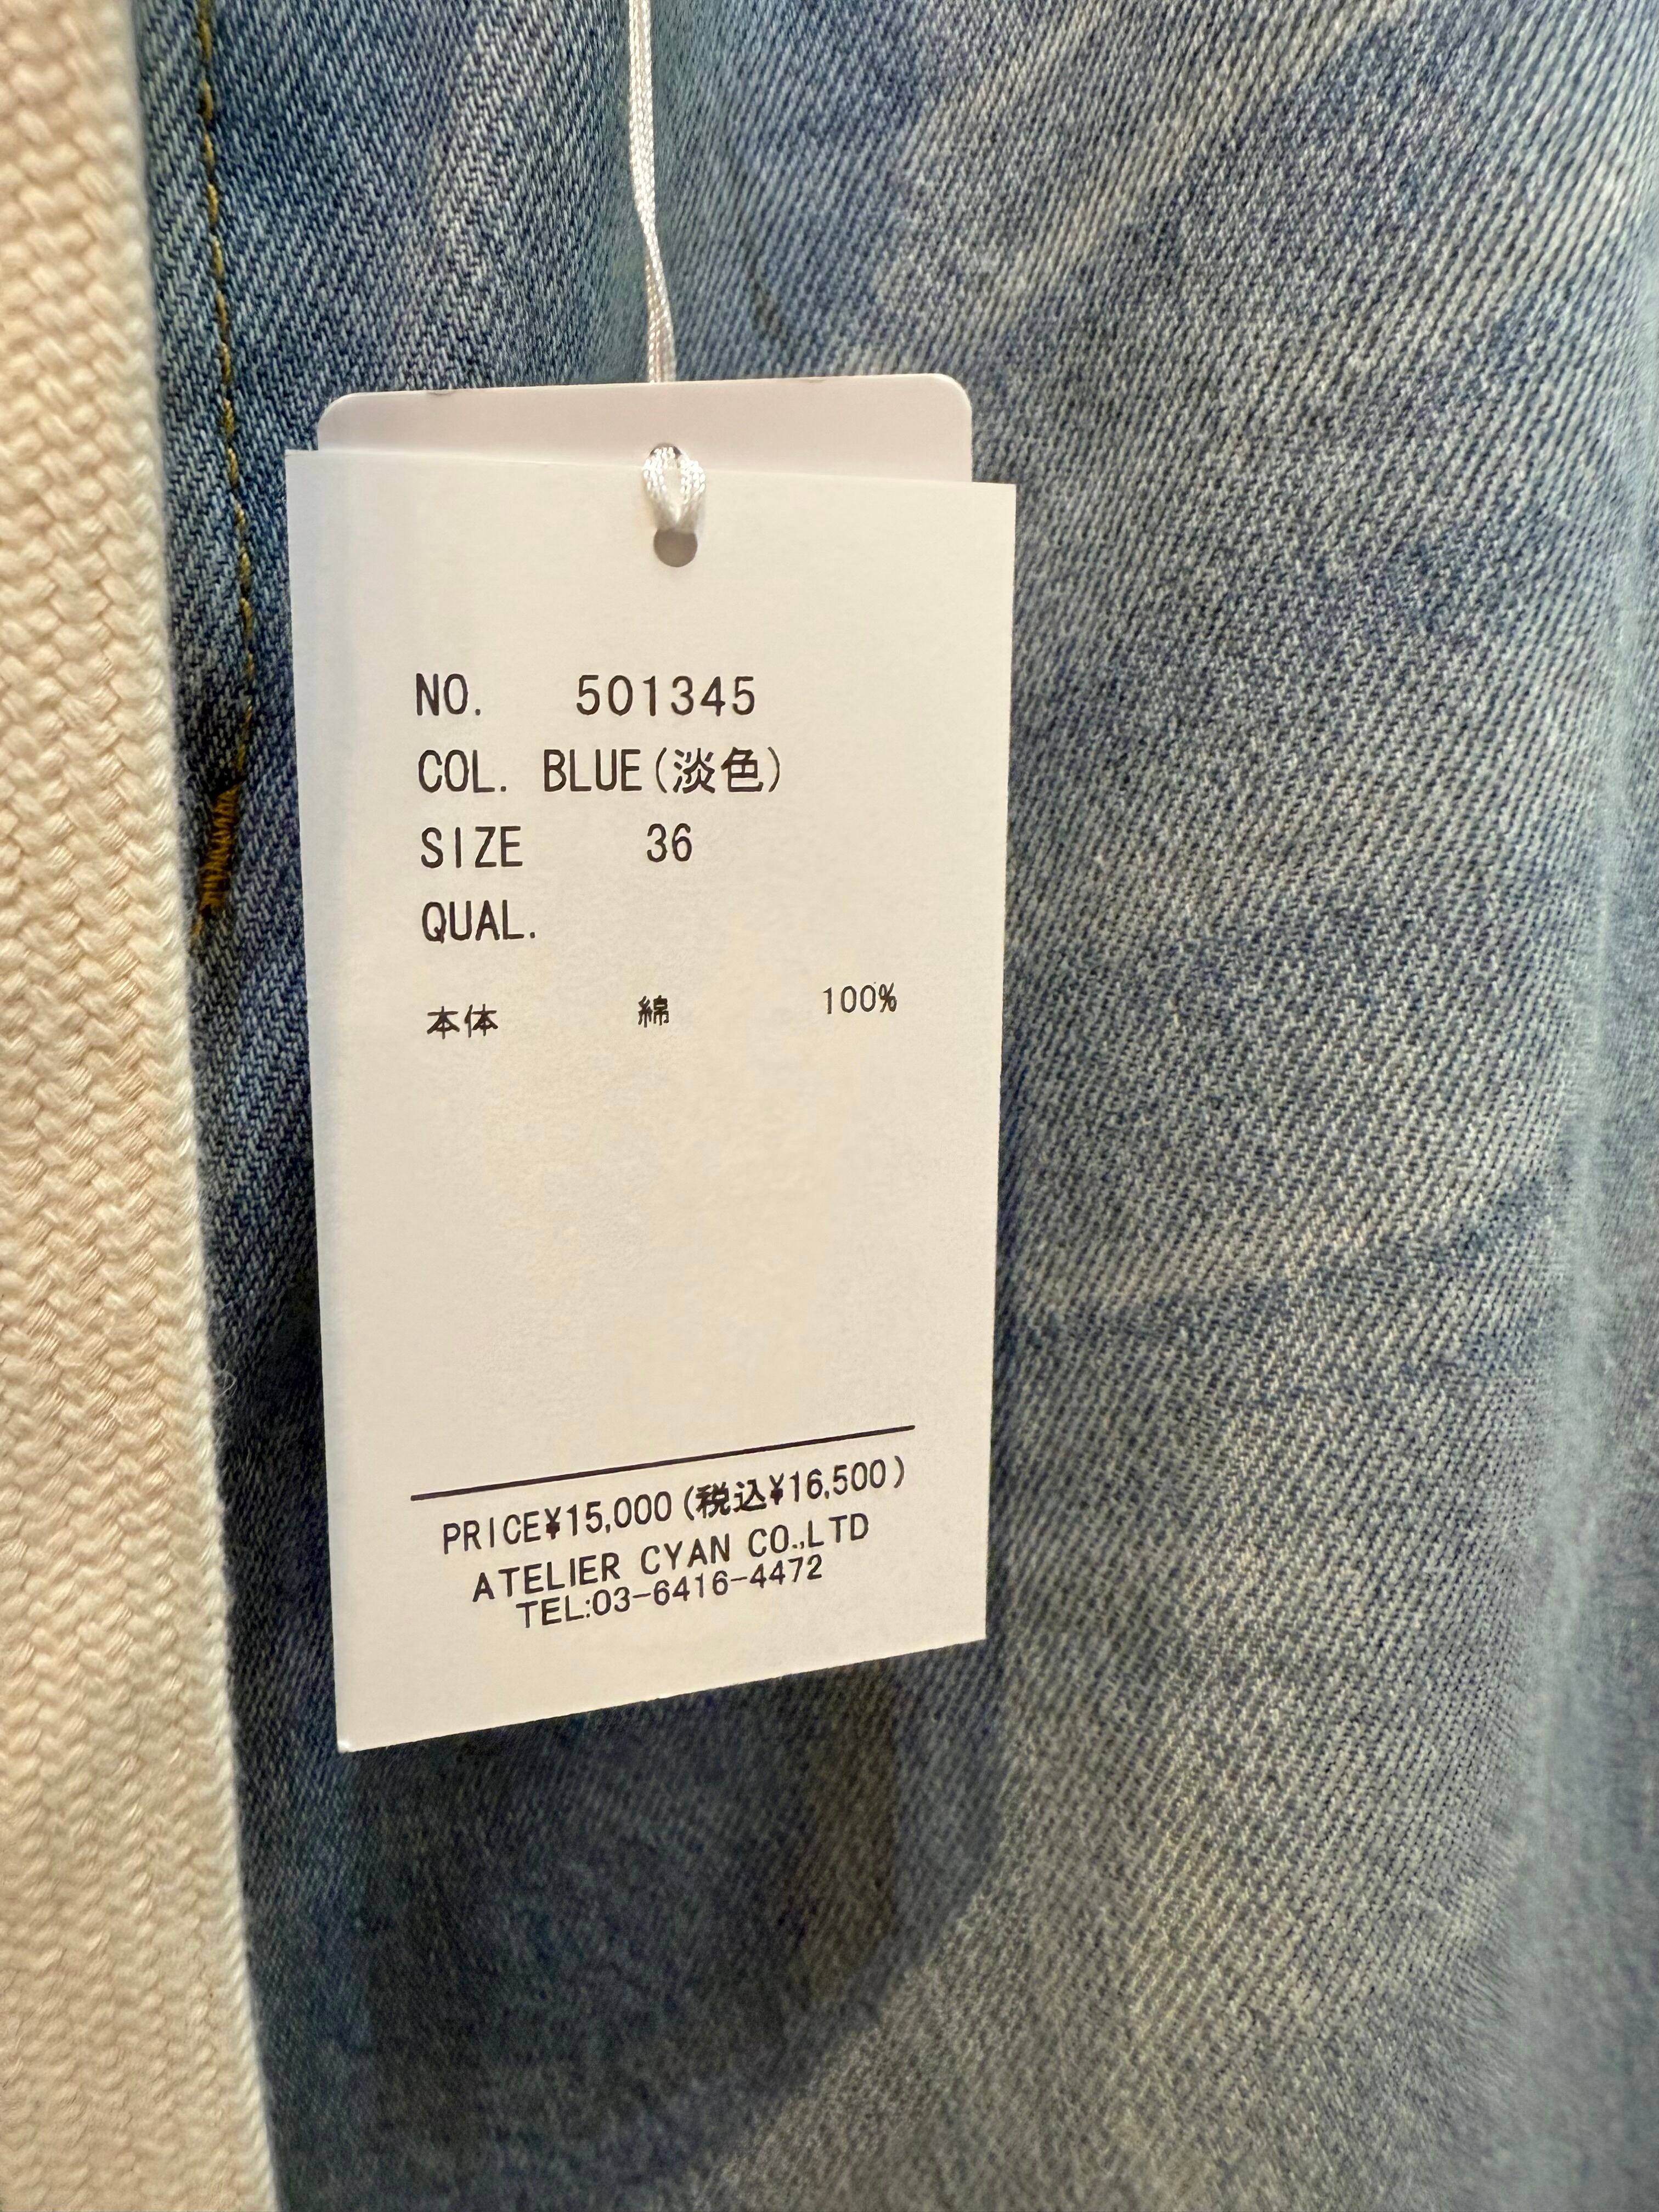 NO. 501345
COL. BLUE(淡色)
SIZE 36
QUAL.
本体 綿 100%
PRICE¥15,000(税込¥16,500)
ATELIER CYAN CO.,LTD
TEL:03-6416-4472